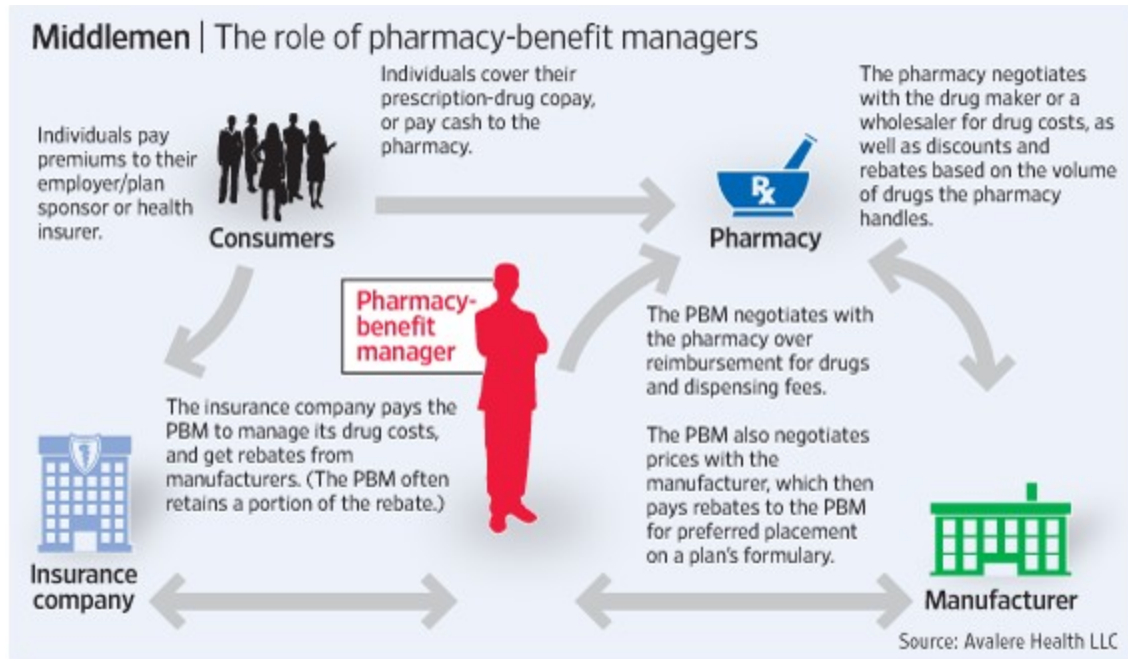 Middlemen | The role of pharmacy-benefit managers
Individuals pay
premiums to their
employer/plan
sponsor or health
insurer.
Consumers
Individuals cover their
prescription-drug copay,
or pay cash to the
pharmacy.
Rx
Pharmacy
The pharmacy negotiates
with the drug maker or a
wholesaler for drug costs, as
well as discounts and
rebates based on the volume
of drugs the pharmacy
handles.
Pharmacy-
benefit
manager
The PBM negotiates with
the pharmacy over
reimbursement for drugs
and dispensing fees.
The insurance company pays the
PBM to manage its drug costs,
and get rebates from
manufacturers. (The PBM often
retains a portion of the rebate.)
The PBM also negotiates
prices with the
manufacturer, which then
pays rebates to the PBM
for preferred placement
on a plan's formulary.
Insurance
company
Manufacturer
Source: Avalere Health LLC